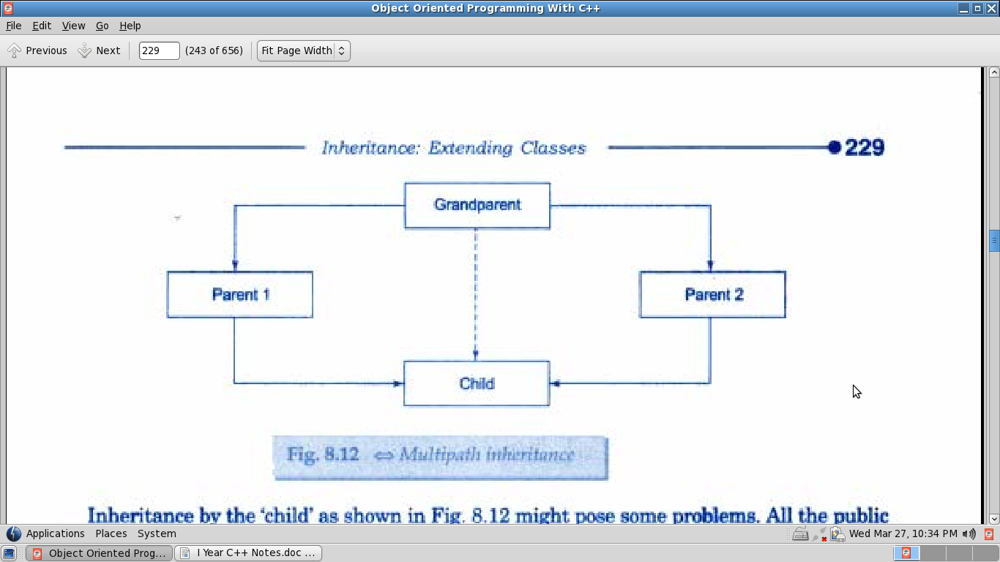 Object Oriented Programming With C++
File Edit View Go Help
Previous Next 229 (243 of 656) Fit Page Width
Inheritance: Extending Classes 229
Grandparent
Parent 1 Parent 2
Child
Fig. 8.12 ⇔ Multipath inheritance
Inheritance by the ‘child’ as shown in Fig. 8.12 might pose some problems. All the public
Applications Places System Wed Mar 27, 10:34 PM
Object Oriented Prog... I Year C++ Notes.doc ...